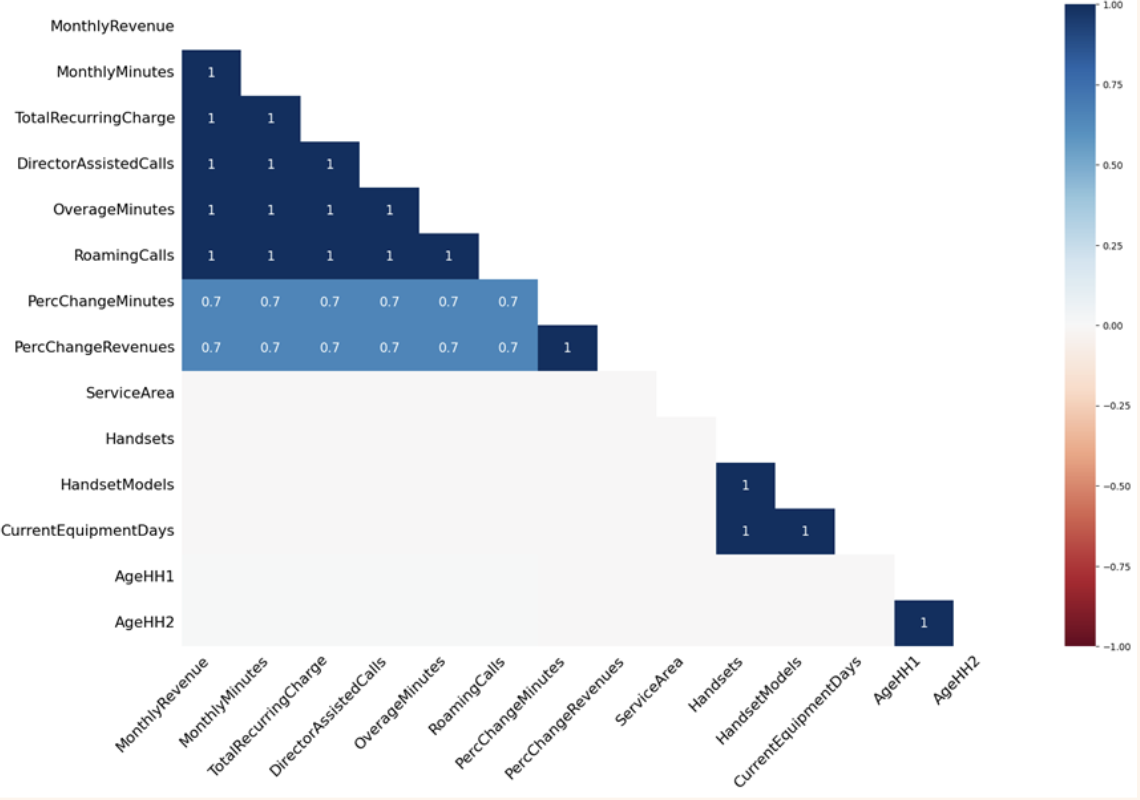 MonthlyRevenue
MonthlyMinutes 1
TotalRecurringCharge 1 1
DirectorAssistedCalls 1 1 1
OverageMinutes 1 1 1 1
RoamingCalls 1 1 1 1 1
PercChangeMinutes 0.7 0.7 0.7 0.7 0.7 0.7
PercChangeRevenues 0.7 0.7 0.7 0.7 0.7 0.7 1
ServiceArea
Handsets
HandsetModels 1
CurrentEquipmentDays 1 1
AgeHH1
AgeHH2 1
MonthlyRevenue
MonthlyMinutes
TotalRecurringCharge
DirectorAssistedCalls
OverageMinutes
RoamingCalls
PercChangeMinutes
PercChangeRevenues
ServiceArea
Handsets
HandsetModels
CurrentEquipmentDays
AgeHH1
AgeHH2
1.00
0.75
0.50
0.25
0.00
−0.25
−0.50
−0.75
−1.00